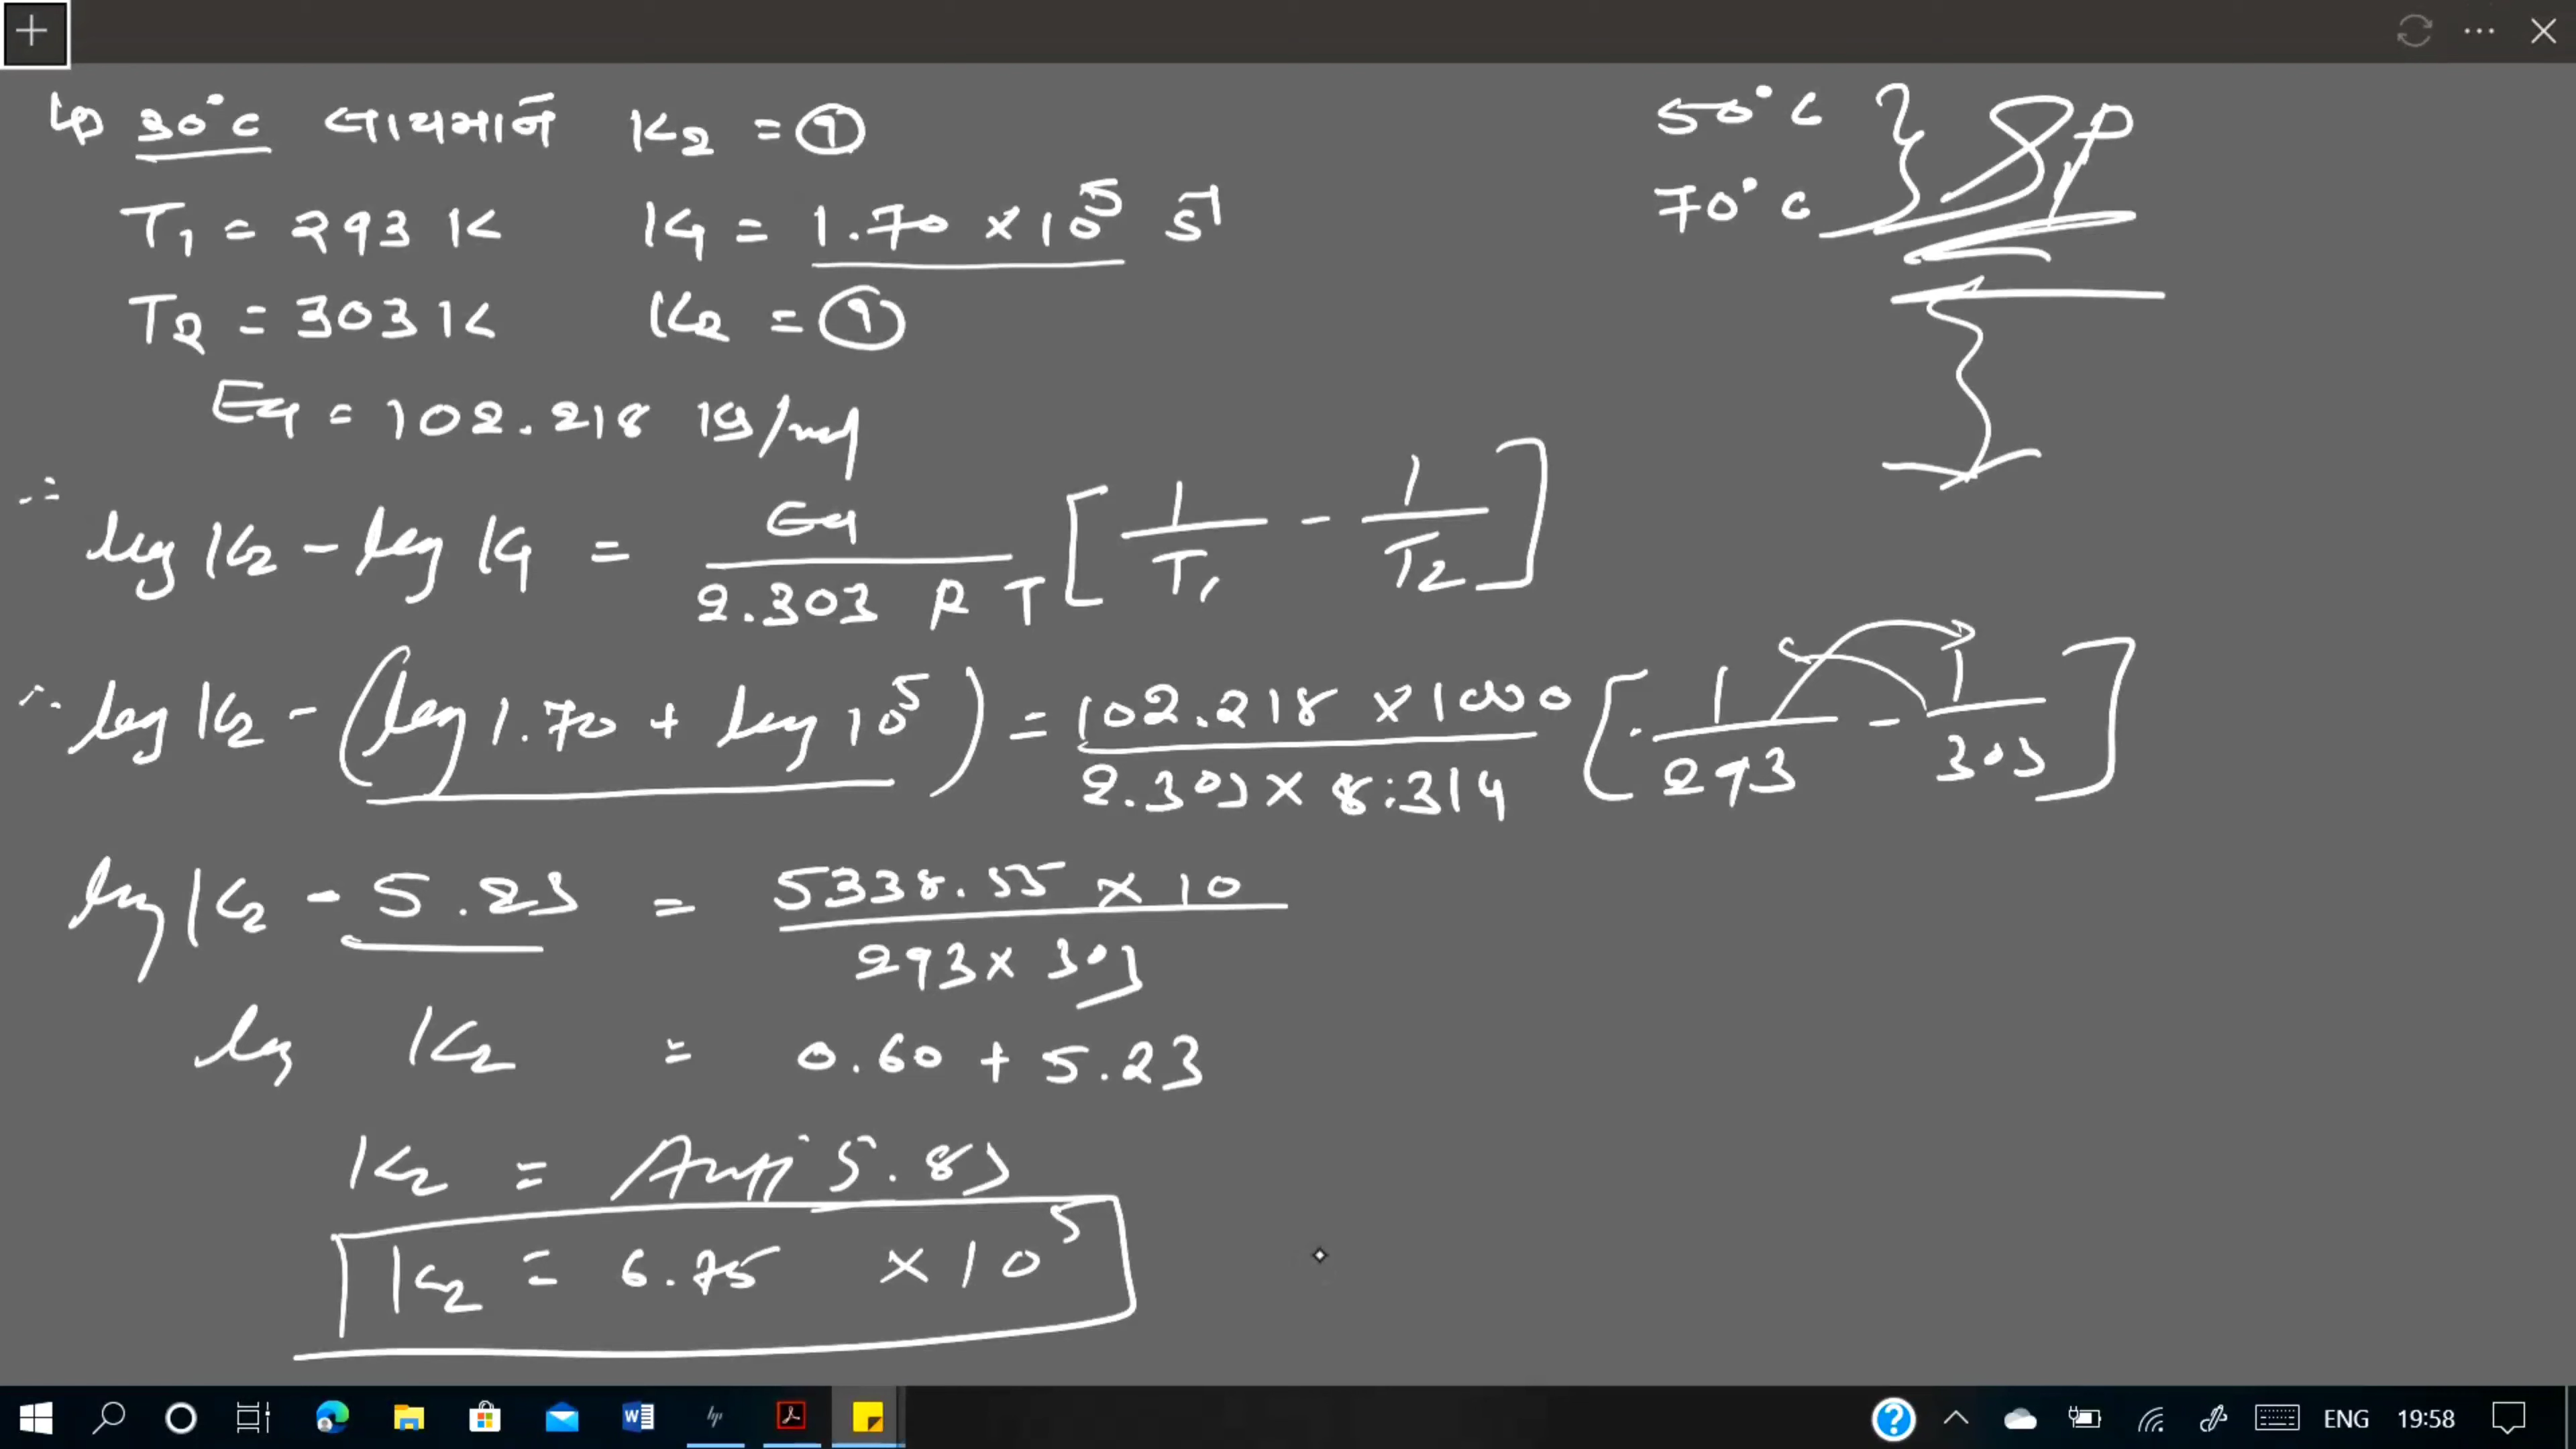 ↳ 30°C તાપમાને K2 = ?
50°C
70°C
T1 = 293 K K1 = 1.70 × 10^5 s^-1
T2 = 303 K K2 = ?
Ea = 102.218 kJ/mol
∴ log K2 - log K1 = Ea / 2.303 R T [1/T1 - 1/T2]
∴ log K2 - (log 1.70 + log 10^5) = 102.218 × 1000 / 2.303 × 8.314 [1/293 - 1/303]
log K2 - 5.23 = 5338.55 × 10 / 293 × 303
log K2 = 0.60 + 5.23
K2 = Anti 5.83
K2 = 6.75 × 10^5
ENG 19:58